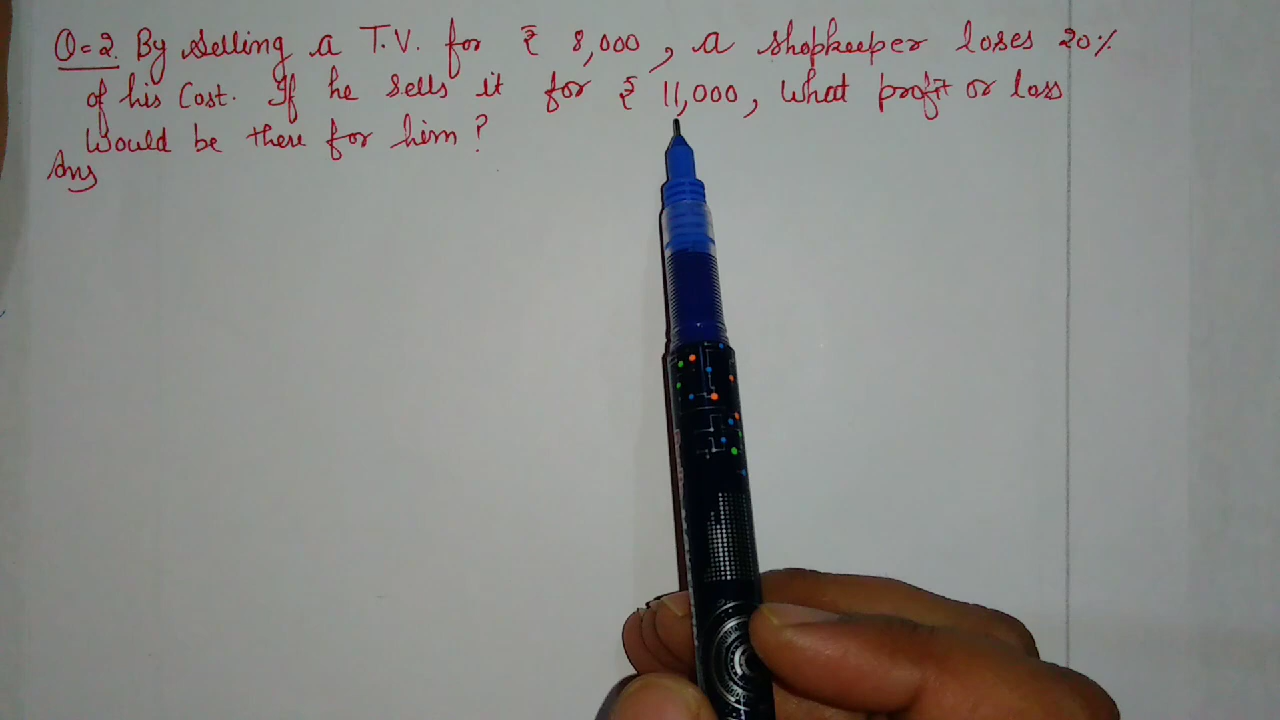 Q=2. By selling a T.V. for ₹ 8,000, a shopkeeper loses 20%
of his Cost. If he sells it for ₹ 11,000, what profit or loss
would be there for him?
Ans